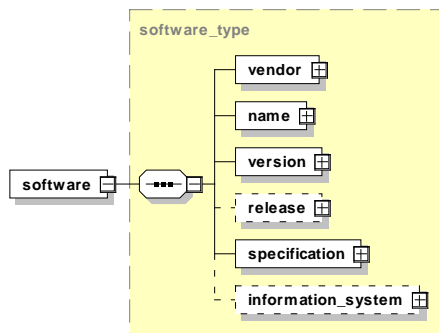 software_type
vendor
name
version
software
release
specification
information_system